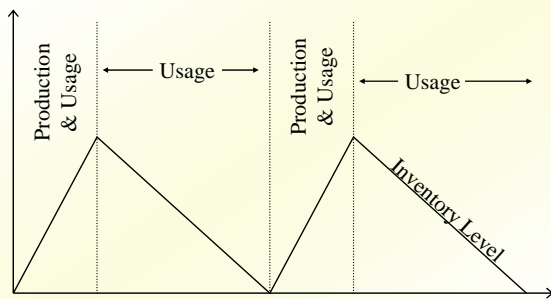 Production
& Usage
Usage
Production
& Usage
Usage
Inventory Level